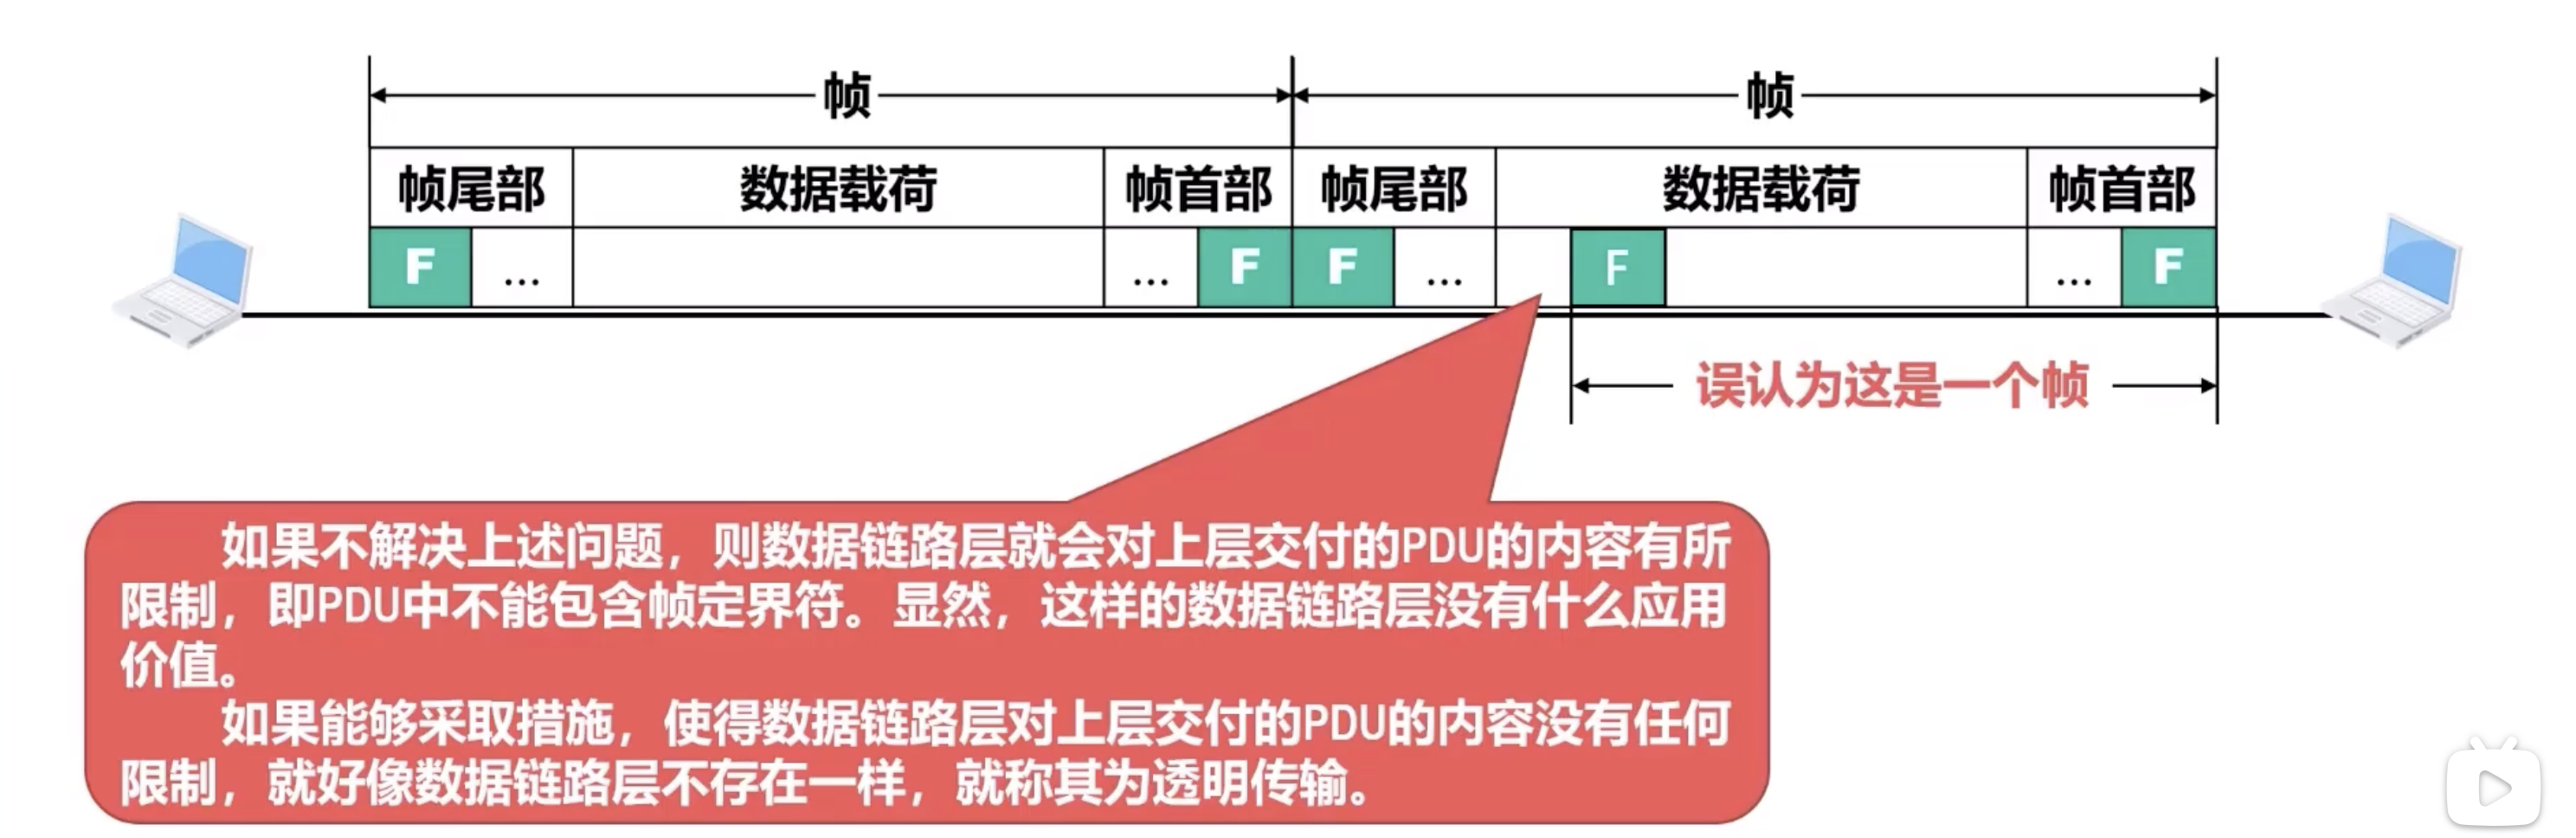 帧 帧
帧尾部 数据载荷 帧首部 帧尾部 数据载荷 帧首部
F … … F F … F … F
误认为这是一个帧
如果不解决上述问题，则数据链路层就会对上层交付的PDU的内容有所
限制，即PDU中不能包含帧定界符。显然，这样的数据链路层没有什么应用
价值。
如果能够采取措施，使得数据链路层对上层交付的PDU的内容没有任何
限制，就好像数据链路层不存在一样，就称其为透明传输。